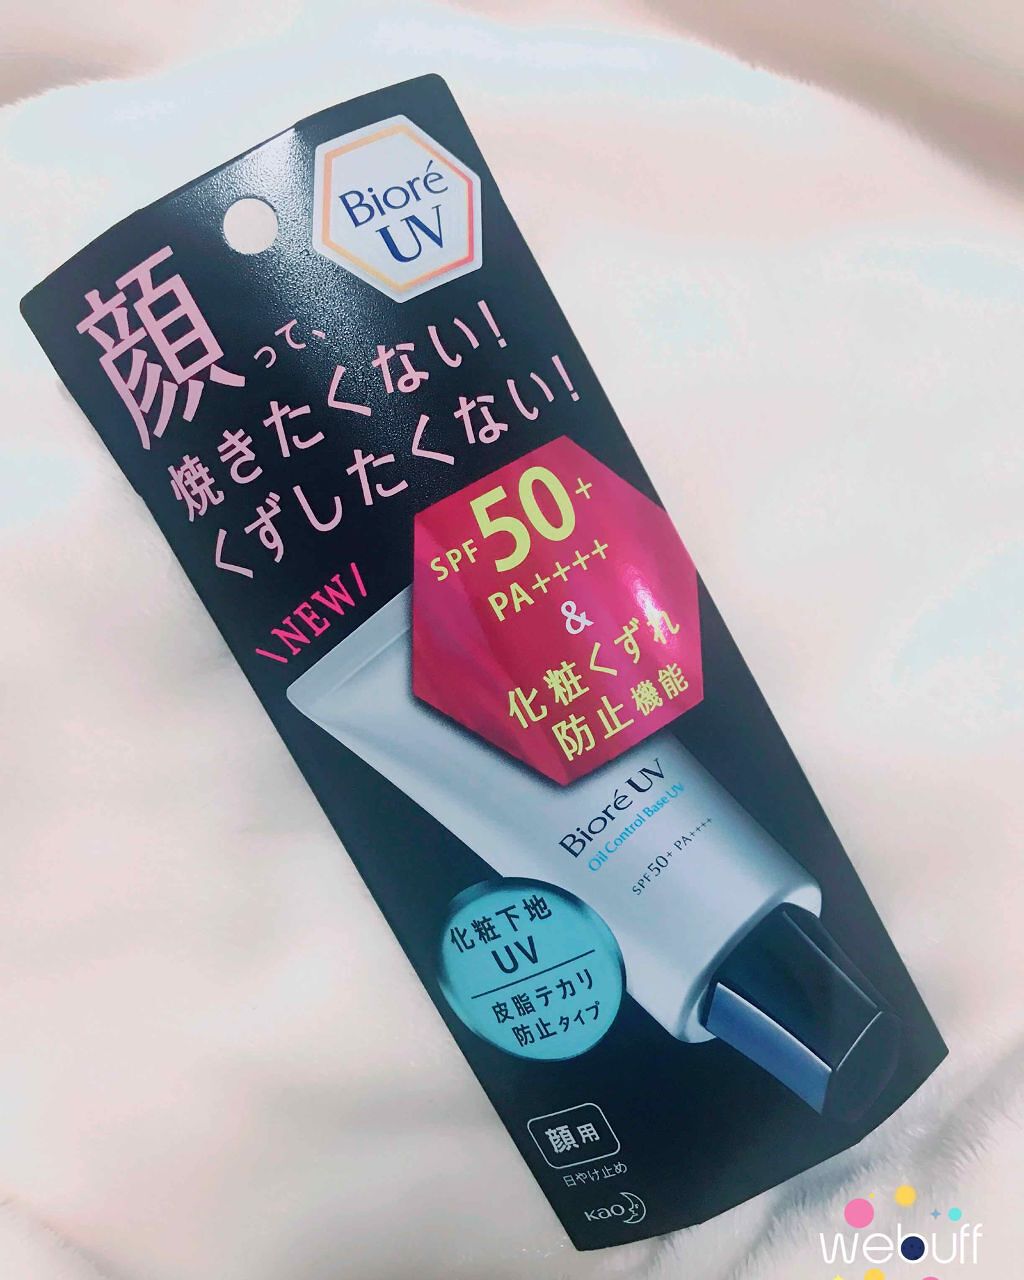 Bioré
UV
顔って、
焼きたくない!
くずしたくない!
\NEW/
SPF50+
PA++++
&
化粧くずれ
防止機能
Bioré UV
Oil Control Base UV
SPF50+ PA++++
化粧下地
UV
皮脂テカリ
防止タイプ
顔用
日やけ止め
kao
webuff